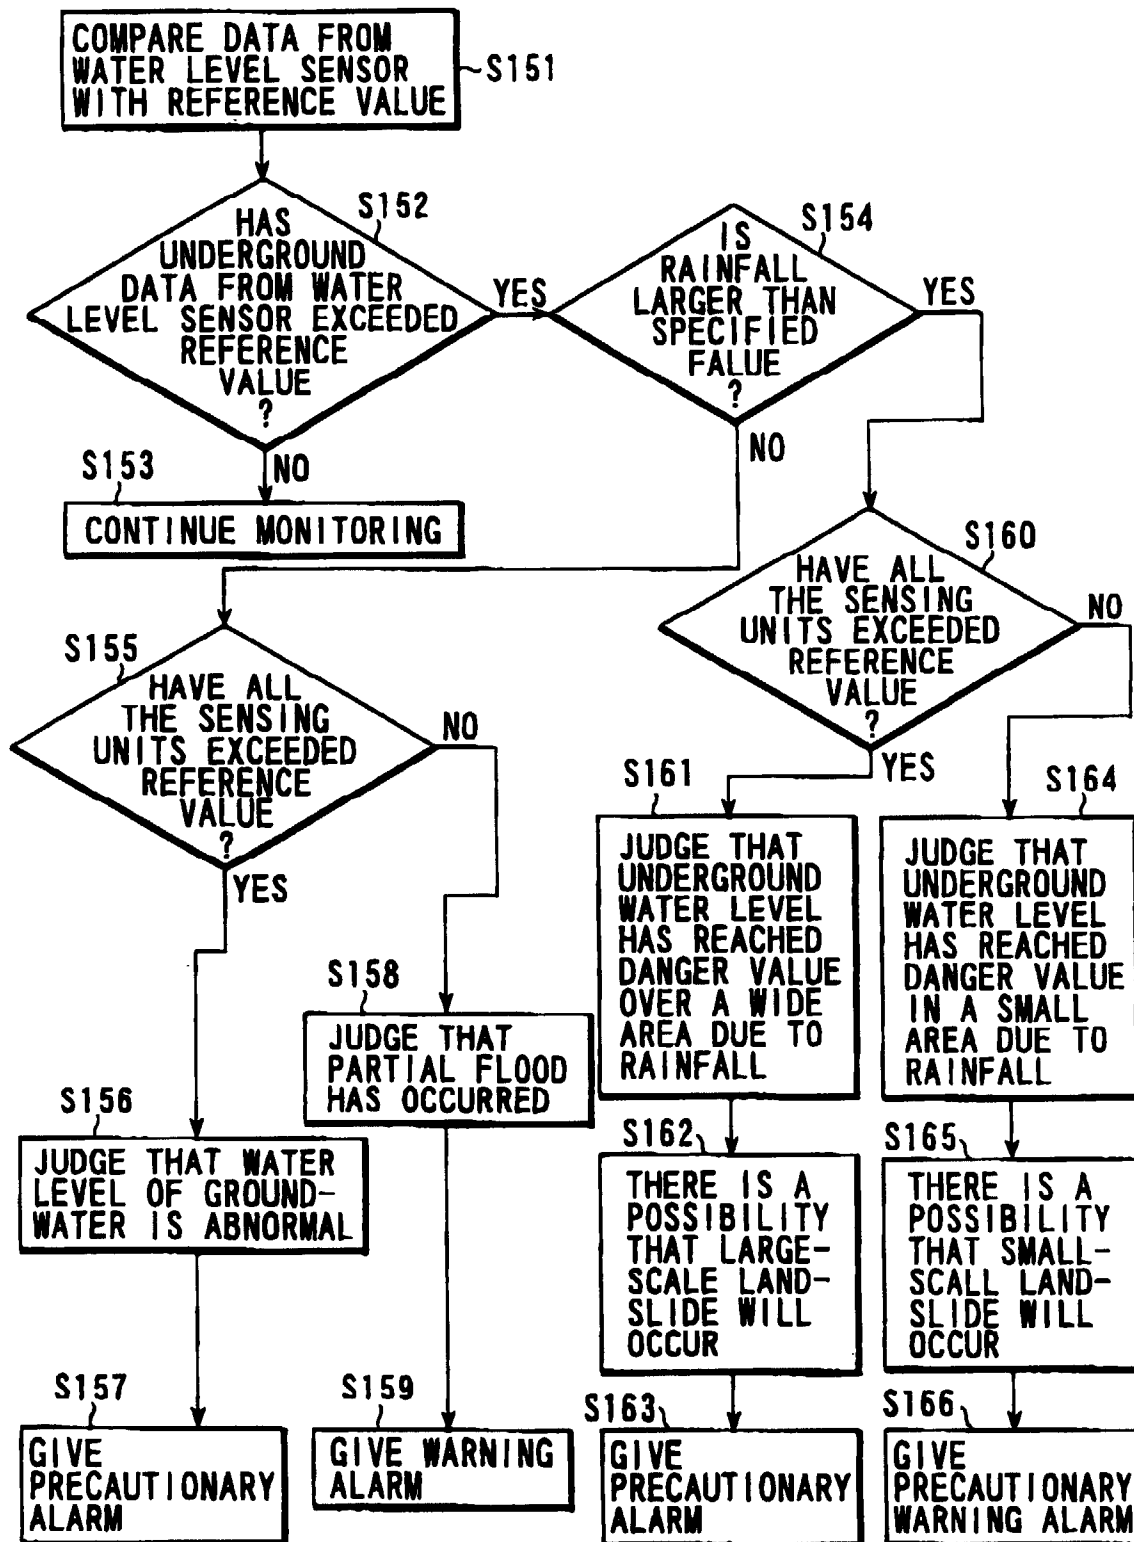 COMPARE DATA FROM
WATER LEVEL SENSOR
WITH REFERENCE VALUE
S151
HAS
UNDERGROUND
DATA FROM WATER
LEVEL SENSOR EXCEEDED
REFERENCE
VALUE
?
S152
YES
NO
S153
CONTINUE MONITORING
IS
RAINFALL
LARGER THAN
SPECIFIED
FALUE
?
S154
YES
NO
S155
HAVE ALL
THE SENSING
UNITS EXCEEDED
REFERENCE
VALUE
?
NO
YES
S160
HAVE ALL
THE SENSING
UNITS EXCEEDED
REFERENCE
VALUE
?
NO
YES
S156
JUDGE THAT WATER
LEVEL OF GROUND-
WATER IS ABNORMAL
S157
GIVE
PRECAUTIONARY
ALARM
S158
JUDGE THAT
PARTIAL FLOOD
HAS OCCURRED
S159
GIVE WARNING
ALARM
S161
JUDGE THAT
UNDERGROUND
WATER LEVEL
HAS REACHED
DANGER VALUE
OVER A WIDE
AREA DUE TO
RAINFALL
S162
THERE IS A
POSSIBILITY
THAT LARGE-
SCALE LAND-
SLIDE WILL
OCCUR
S163
GIVE
PRECAUTIONARY
ALARM
S164
JUDGE THAT
UNDERGROUND
WATER LEVEL
HAS REACHED
DANGER VALUE
IN A SMALL
AREA DUE TO
RAINFALL
S165
THERE IS A
POSSIBILITY
THAT SMALL-
SCALL LAND-
SLIDE WILL
OCCUR
S166
GIVE
PRECAUTIONARY
WARNING ALARM